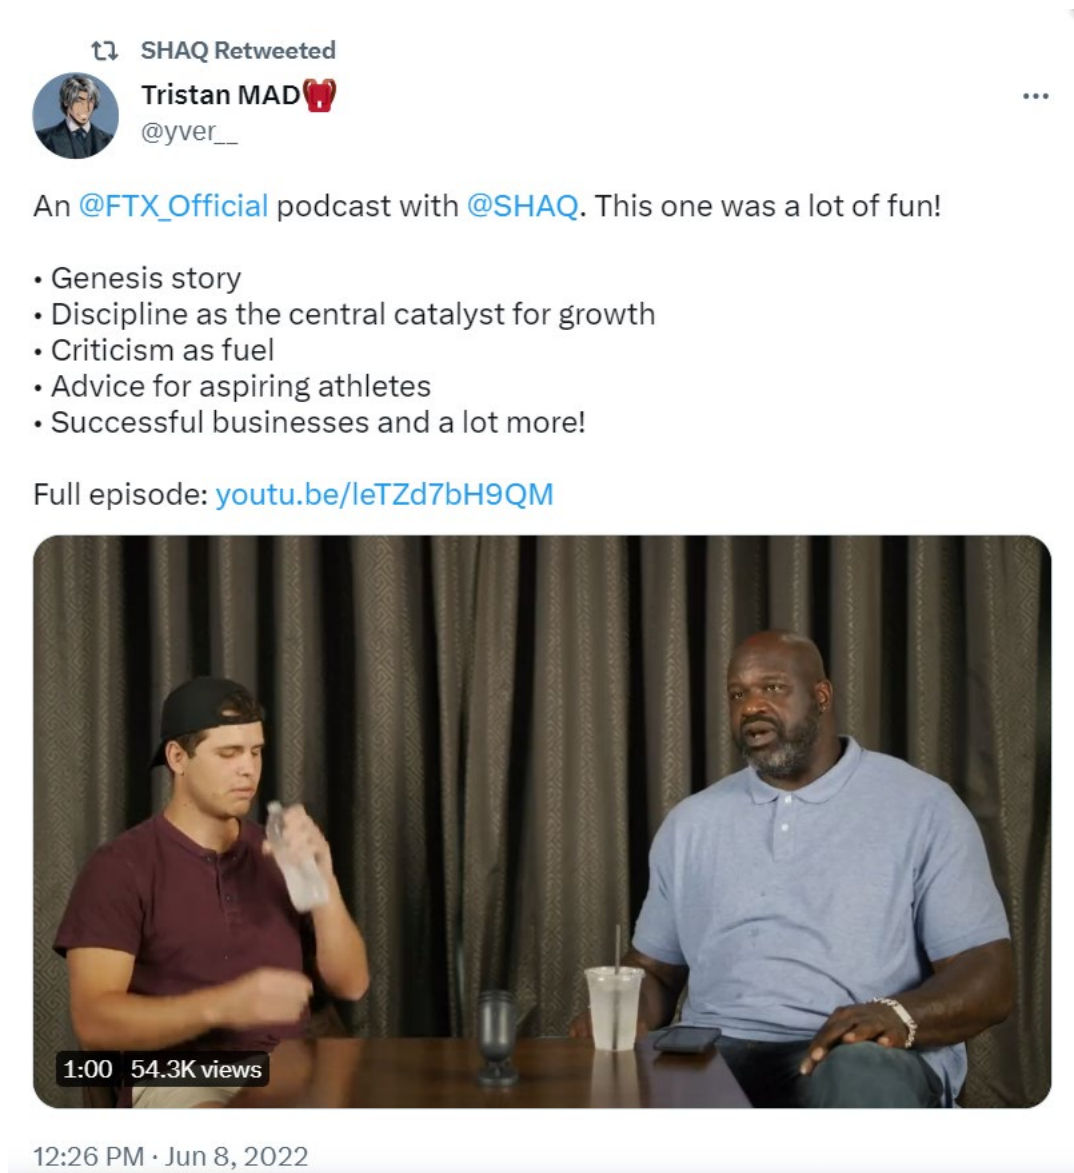 SHAQ Retweeted
Tristan MAD
@yver__
An @FTX_Official podcast with @SHAQ. This one was a lot of fun!
• Genesis story
• Discipline as the central catalyst for growth
• Criticism as fuel
• Advice for aspiring athletes
• Successful businesses and a lot more!
Full episode: youtu.be/leTZd7bH9QM
1:00 54.3K views
12:26 PM · Jun 8, 2022